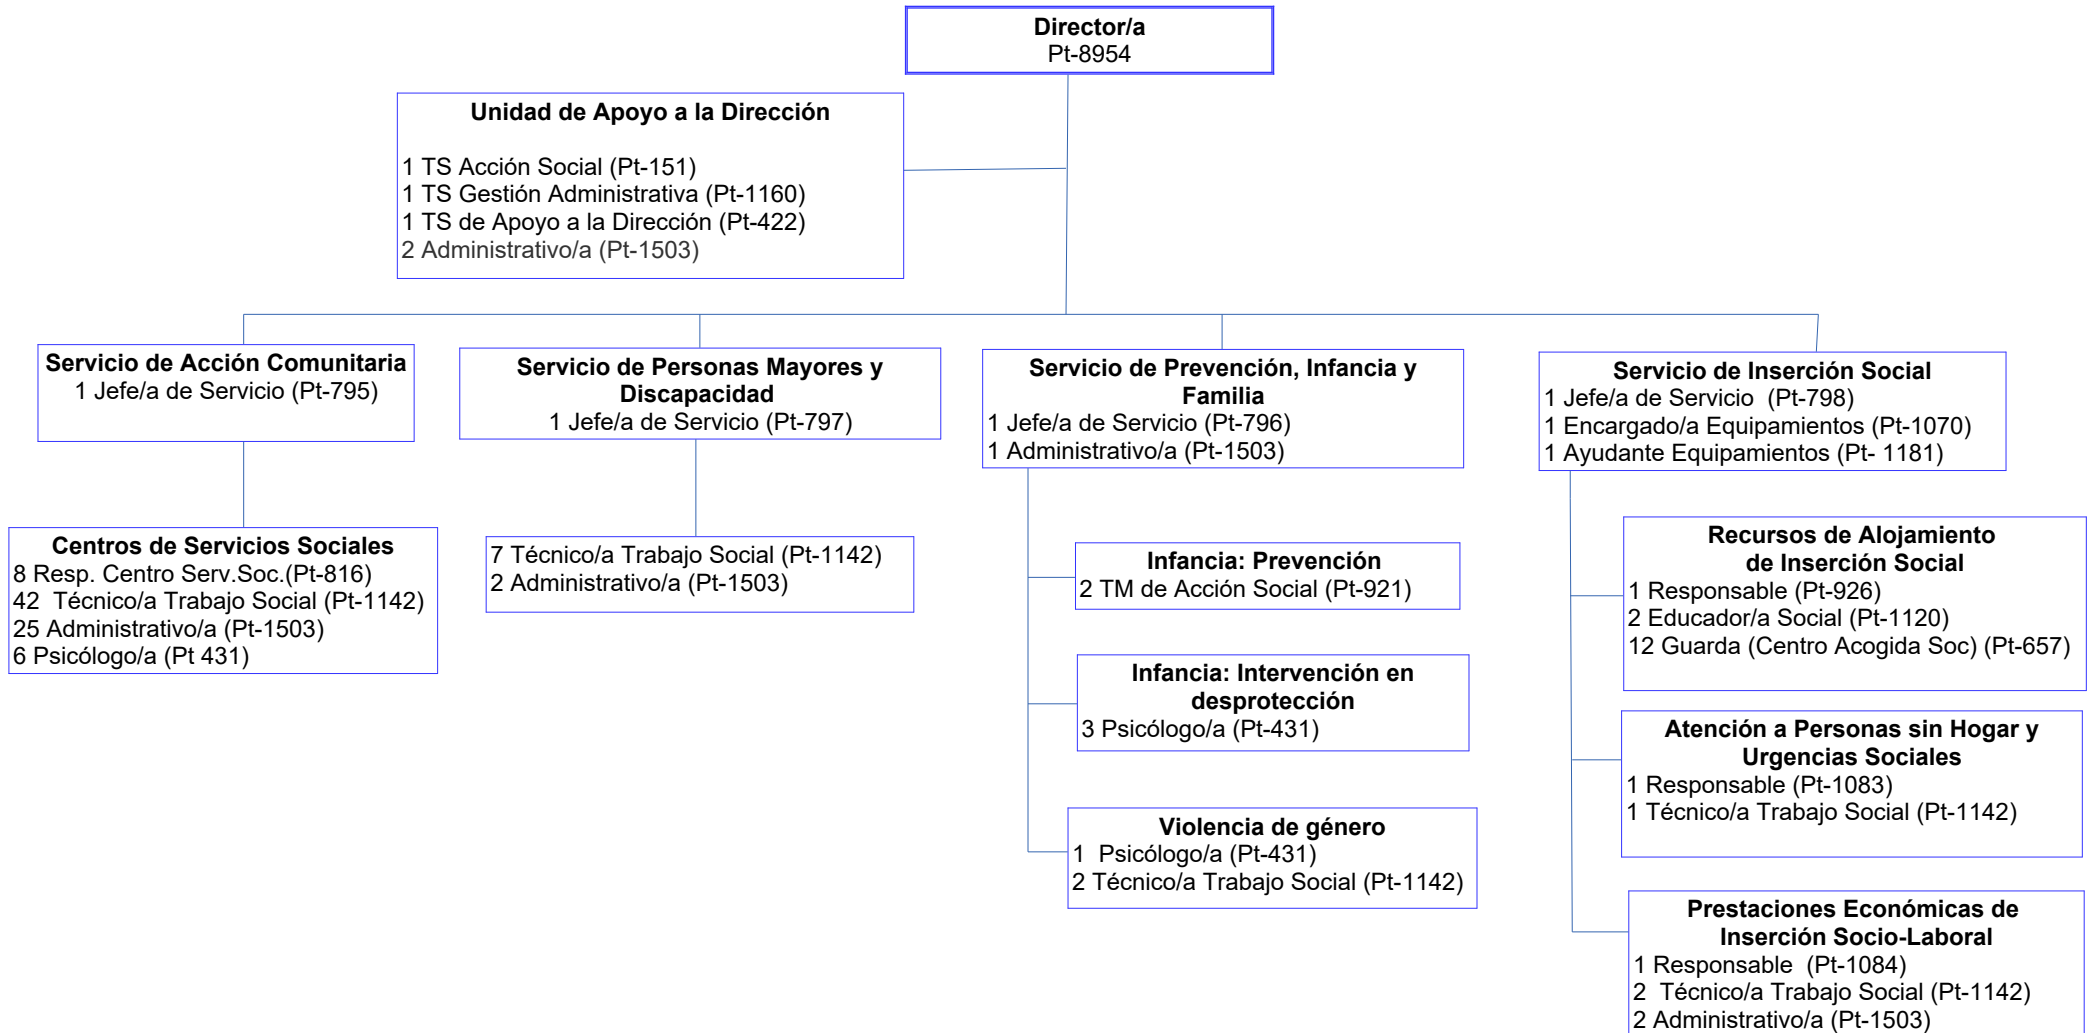 Director/a
Pt-8954
Unidad de Apoyo a la Dirección
1 TS Acción Social (Pt-151)
1 TS Gestión Administrativa (Pt-1160)
1 TS de Apoyo a la Dirección (Pt-422)
2 Administrativo/a (Pt-1503)
Servicio de Acción Comunitaria
1 Jefe/a de Servicio (Pt-795)
Centros de Servicios Sociales
8 Resp. Centro Serv.Soc.(Pt-816)
42  Técnico/a Trabajo Social (Pt-1142)
25 Administrativo/a (Pt-1503)
6 Psicólogo/a (Pt 431)
Servicio de Personas Mayores y
Discapacidad
1 Jefe/a de Servicio (Pt-797)
7 Técnico/a Trabajo Social (Pt-1142)
2 Administrativo/a (Pt-1503)
Servicio de Prevención, Infancia y
Familia
1 Jefe/a de Servicio (Pt-796)
1 Administrativo/a (Pt-1503)
Infancia: Prevención
2 TM de Acción Social (Pt-921)
Infancia: Intervención en
desprotección
3 Psicólogo/a (Pt-431)
Violencia de género
1  Psicólogo/a (Pt-431)
2 Técnico/a Trabajo Social (Pt-1142)
Servicio de Inserción Social
1 Jefe/a de Servicio  (Pt-798)
1 Encargado/a Equipamientos (Pt-1070)
1 Ayudante Equipamientos (Pt- 1181)
Recursos de Alojamiento
de Inserción Social
1 Responsable (Pt-926)
2 Educador/a Social (Pt-1120)
12 Guarda (Centro Acogida Soc) (Pt-657)
Atención a Personas sin Hogar y
Urgencias Sociales
1 Responsable (Pt-1083)
1 Técnico/a Trabajo Social (Pt-1142)
Prestaciones Económicas de
Inserción Socio-Laboral
1 Responsable  (Pt-1084)
2  Técnico/a Trabajo Social (Pt-1142)
2 Administrativo/a (Pt-1503)